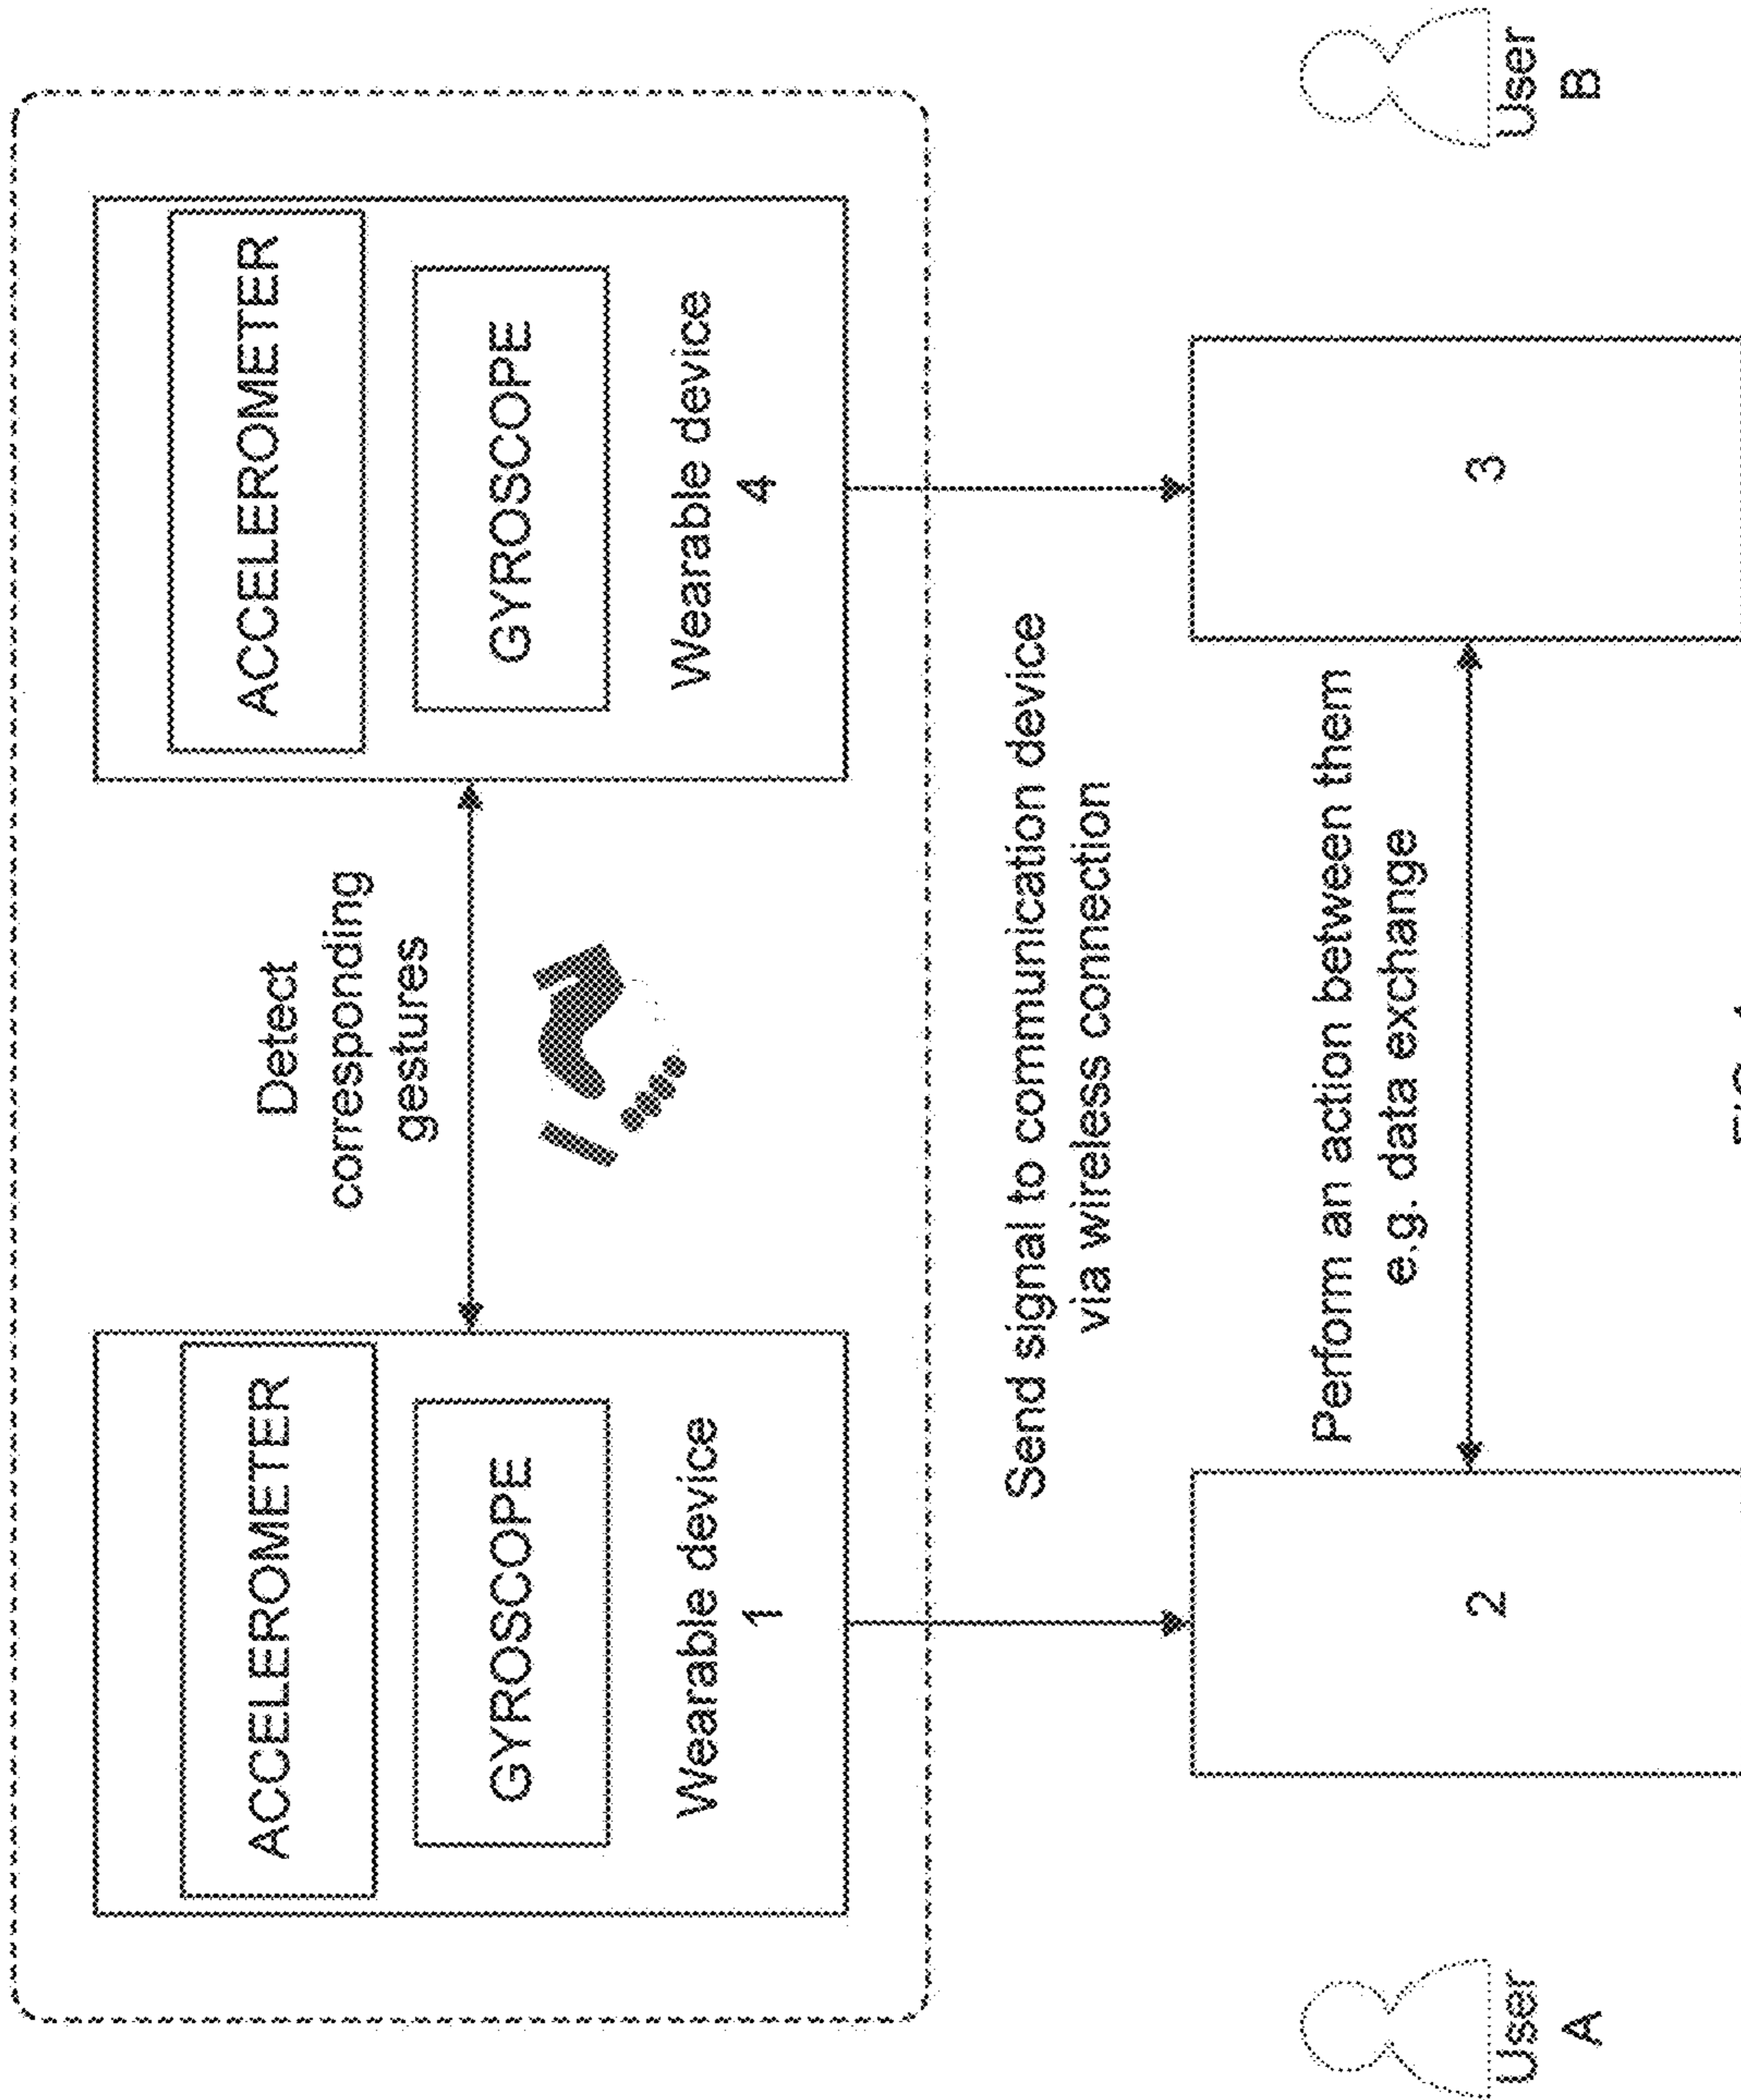 ACCELEROMETER
GYROSCOPE
Wearable device
1
Detect
corresponding
gestures
ACCELEROMETER
GYROSCOPE
Wearable device
4
Send signal to communication device
via wireless connection
Perform an action between them
e.g. data exchange
2
3
User
A
User
B